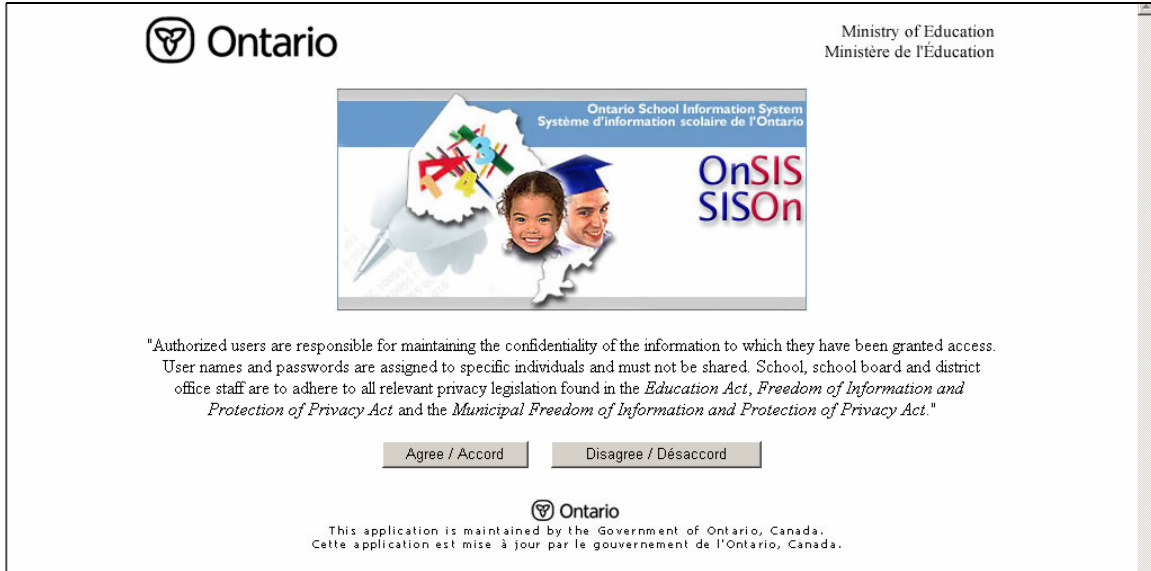 Ontario
Ministry of Education
Ministère de l'Éducation
Ontario School Information System
Système d'information scolaire de l'Ontario
OnSIS
SISOn
"Authorized users are responsible for maintaining the confidentiality of the information to which they have been granted access.
User names and passwords are assigned to specific individuals and must not be shared. School, school board and district
office staff are to adhere to all relevant privacy legislation found in the Education Act, Freedom of Information and
Protection of Privacy Act and the Municipal Freedom of Information and Protection of Privacy Act."
Agree / Accord
Disagree / Désaccord
Ontario
This application is maintained by the Government of Ontario, Canada.
Cette application est mise à jour par le gouvernement de l'Ontario, Canada.